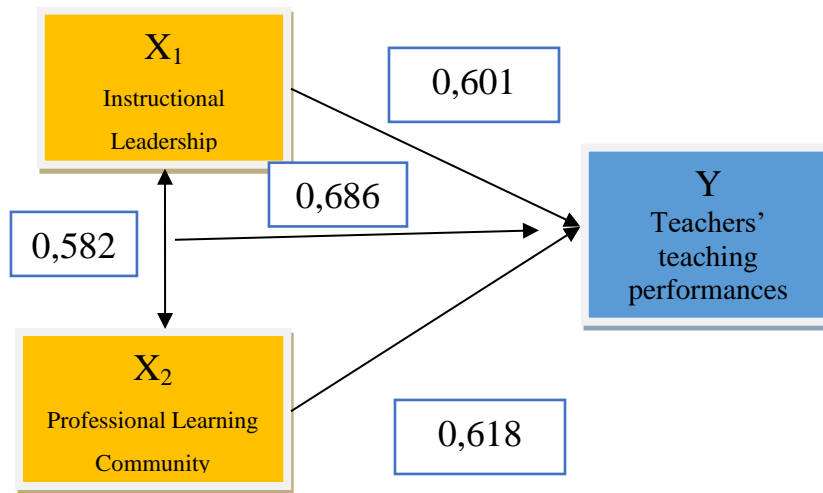 X₁
Instructional
Leadership
0,601
0,686
0,582
Y
Teachers’
teaching
performances
X₂
Professional Learning
Community
0,618